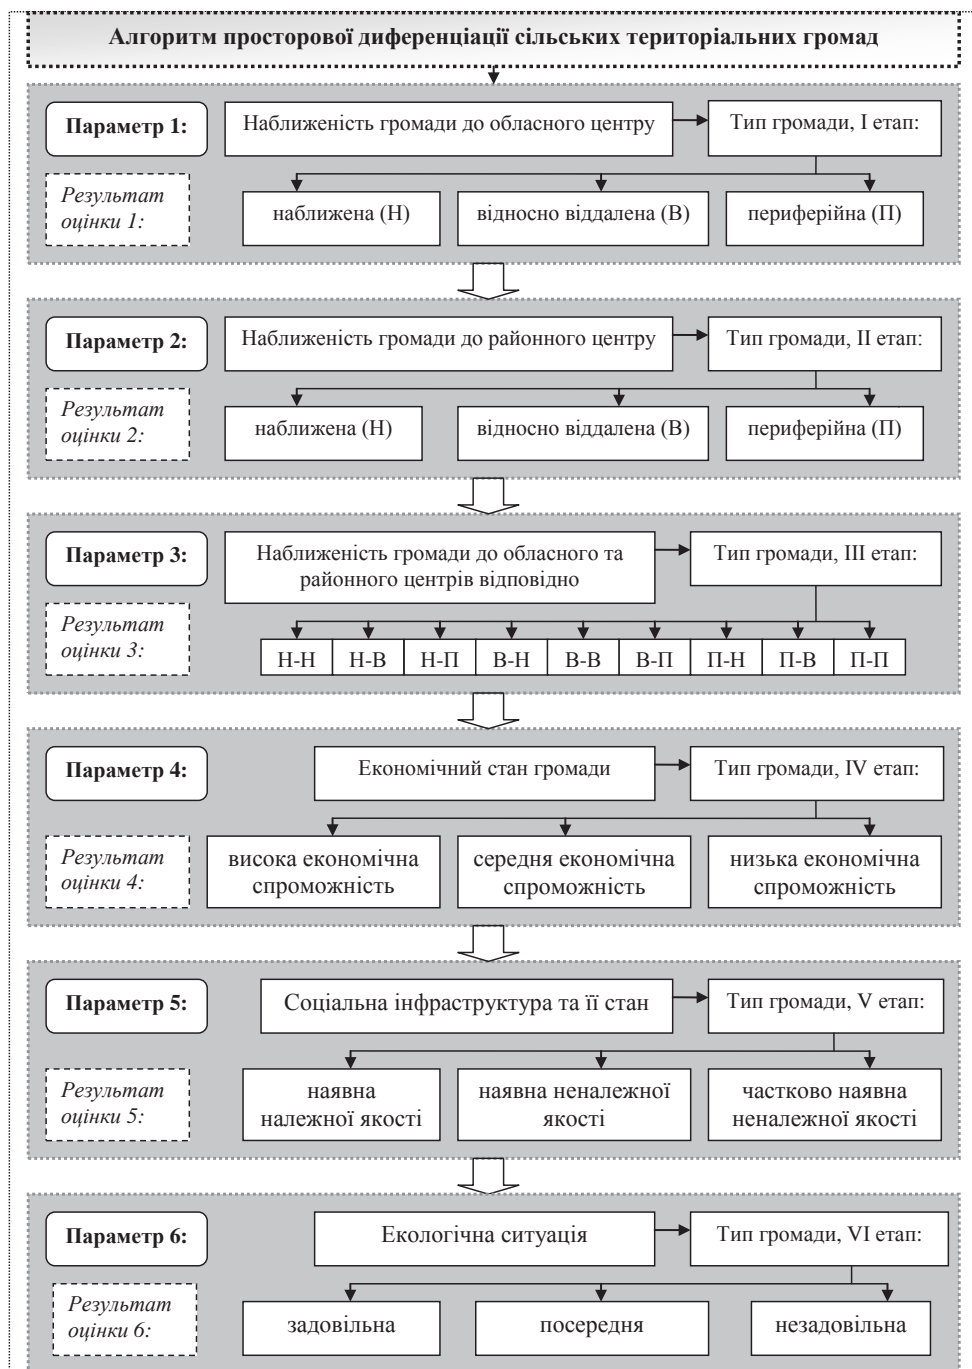 Алгоритм просторової диференціації сільських територіальних громад
Параметр 1:
Наближеність громади до обласного центру
Тип громади, І етап:
Результат
оцінки 1:
наближена (Н)
відносно віддалена (В)
периферійна (П)
Параметр 2:
Наближеність громади до районного центру
Тип громади, ІІ етап:
Результат
оцінки 2:
наближена (Н)
відносно віддалена (В)
периферійна (П)
Параметр 3:
Наближеність громади до обласного та
районного центрів відповідно
Тип громади, ІІІ етап:
Результат
оцінки 3:
Н-Н
Н-В
Н-П
В-Н
В-В
В-П
П-Н
П-В
П-П
Параметр 4:
Економічний стан громади
Тип громади, IV етап:
Результат
оцінки 4:
висока економічна
спроможність
середня економічна
спроможність
низька економічна
спроможність
Параметр 5:
Соціальна інфраструктура та її стан
Тип громади, V етап:
Результат
оцінки 5:
наявна
належної якості
наявна неналежної
якості
частково наявна
неналежної якості
Параметр 6:
Екологічна ситуація
Тип громади, VI етап:
Результат
оцінки 6:
задовільна
посередня
незадовільна